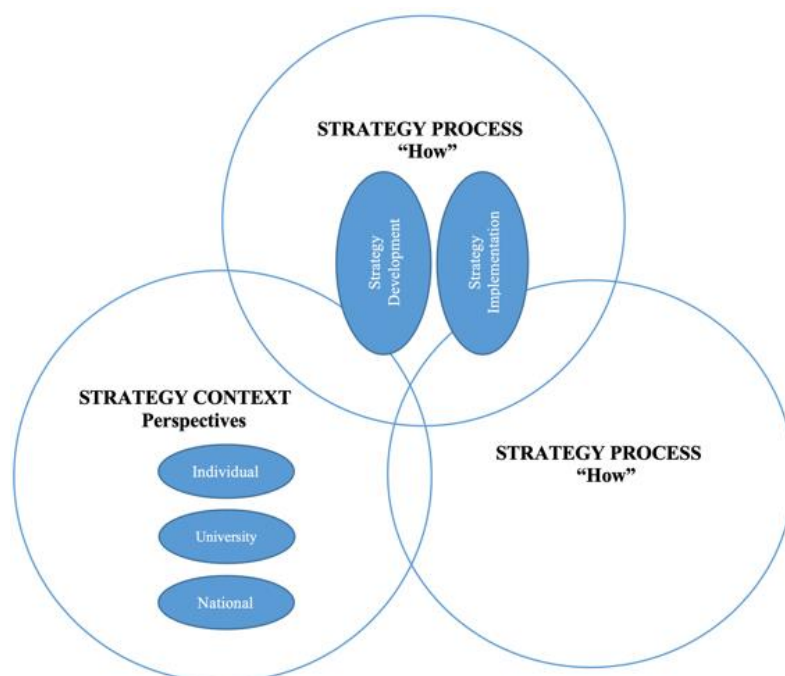 STRATEGY PROCESS
“How”
Strategy
Development
Strategy
Implementation
STRATEGY CONTEXT
Perspectives
Individual
University
National
STRATEGY PROCESS
“How”